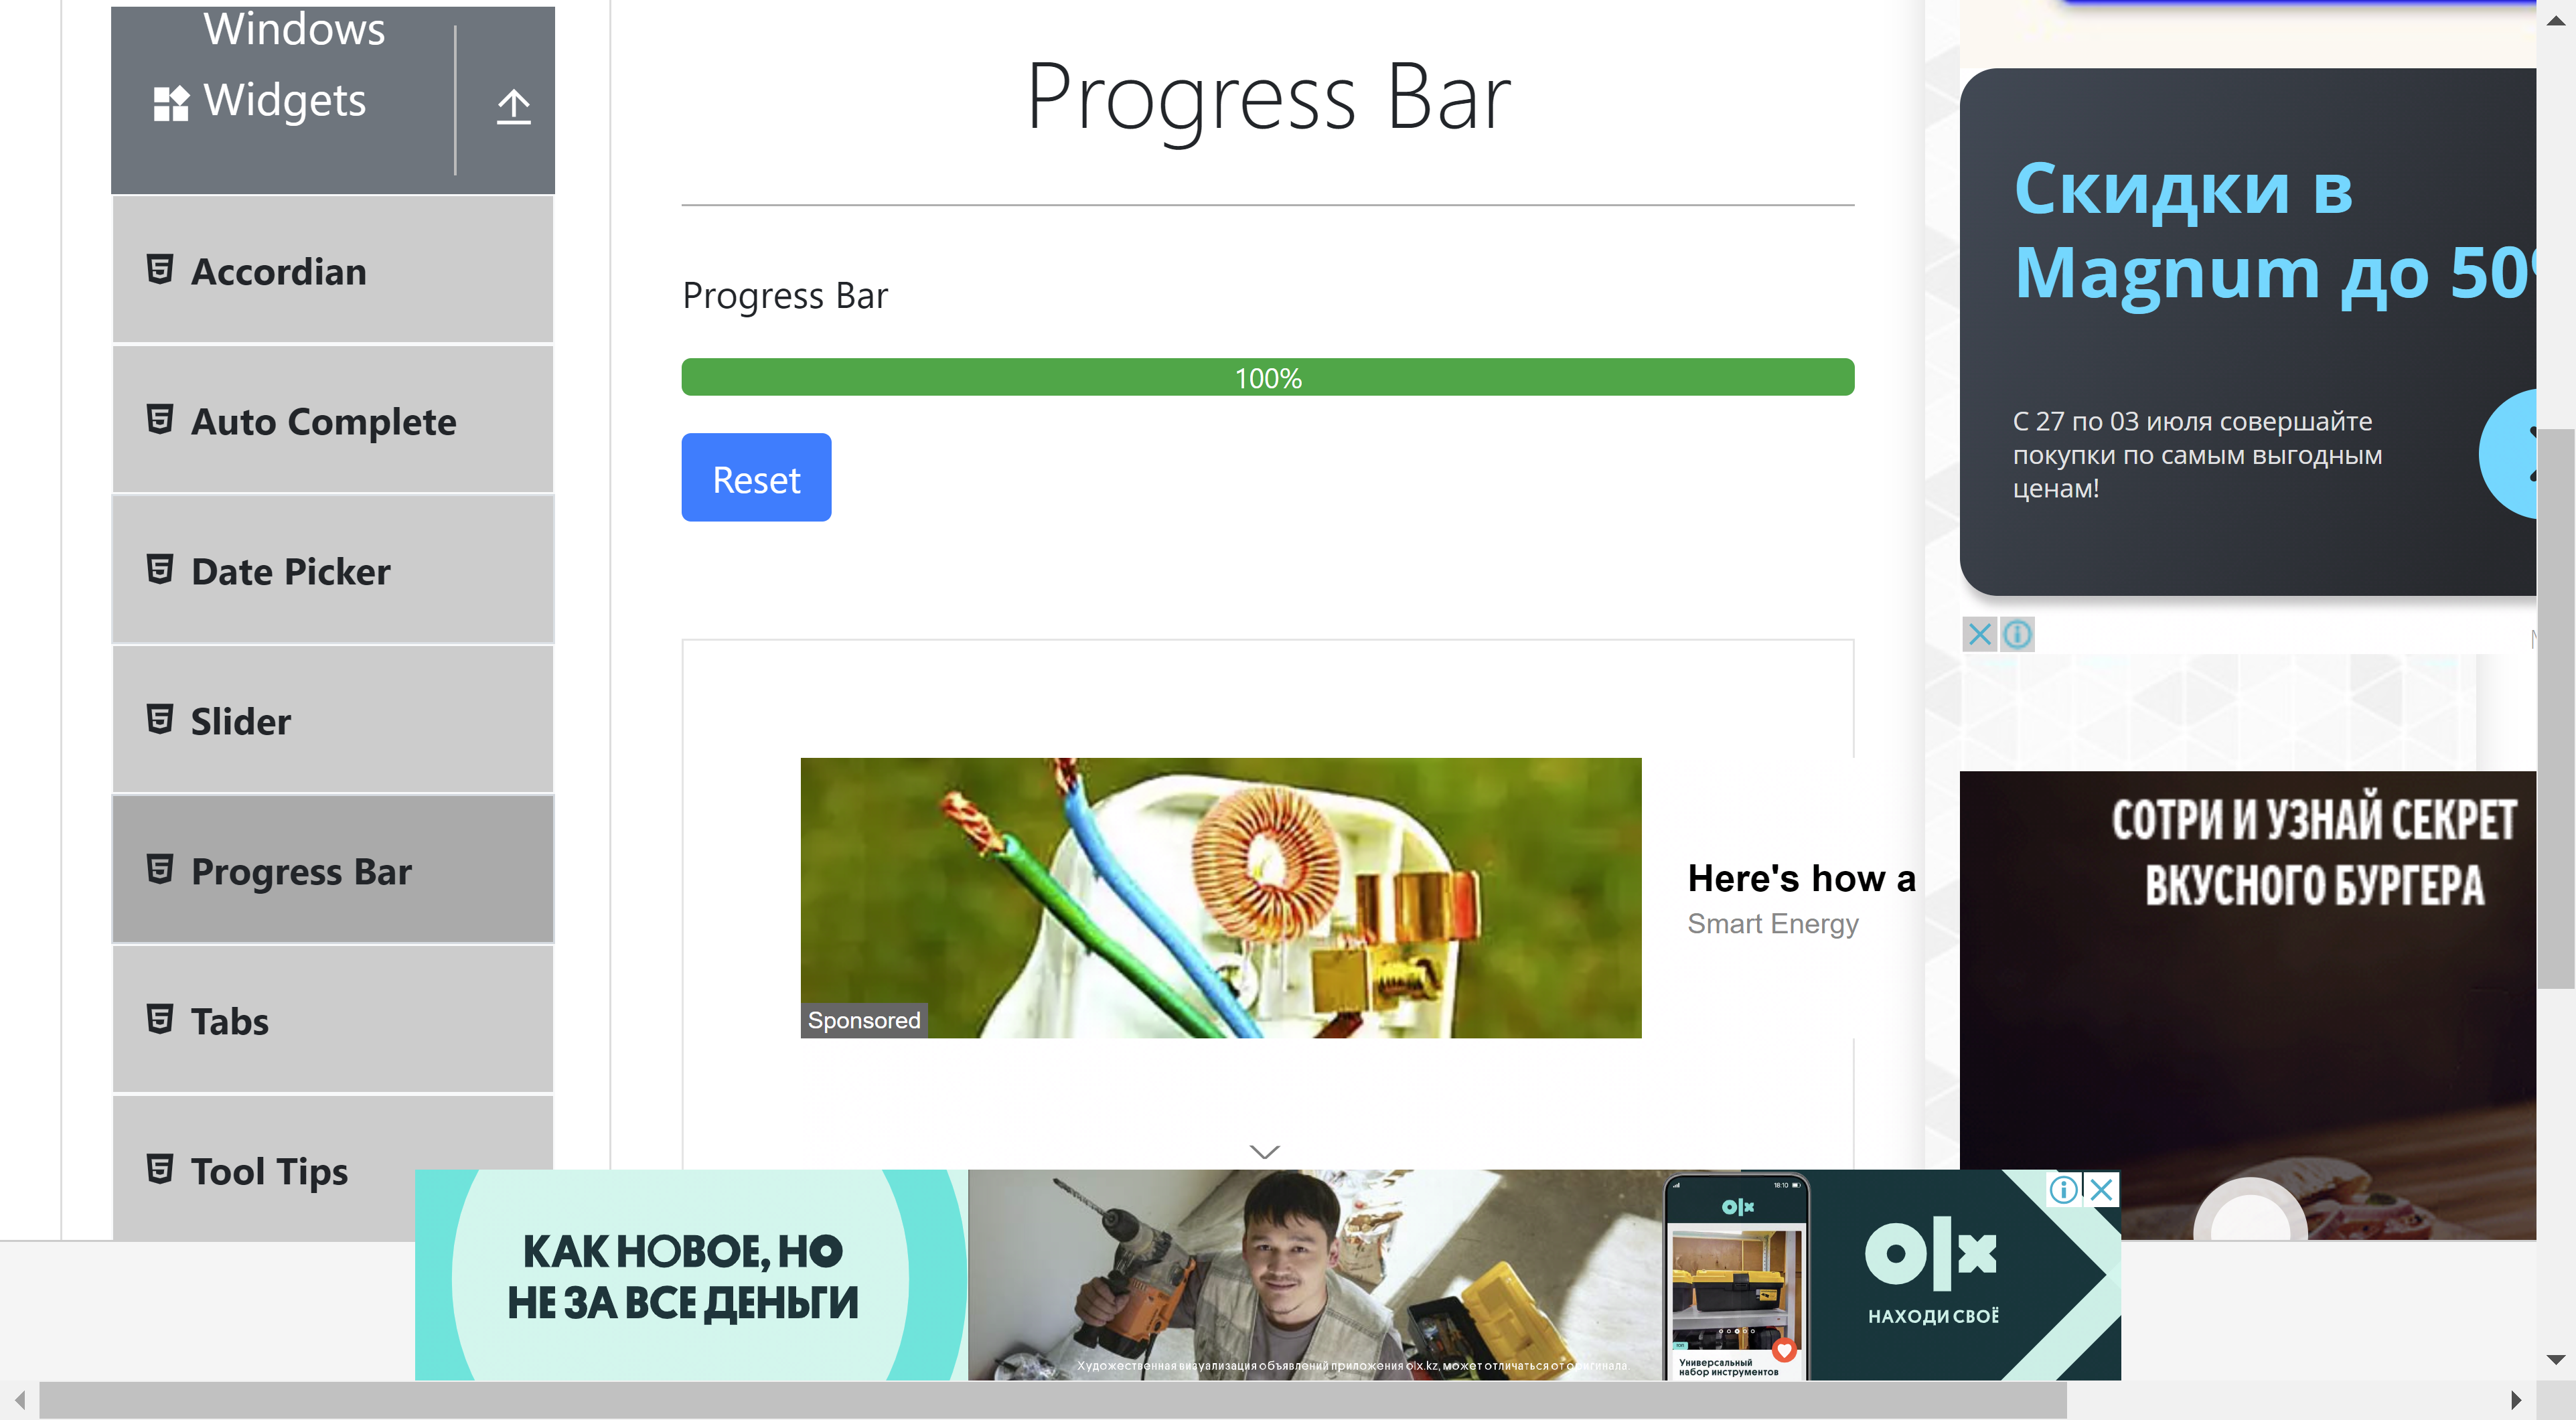 Windows
Widgets
Accordian
Auto Complete
Date Picker
Slider
Progress Bar
Tabs
Tool Tips
Progress Bar
Progress Bar
100%
Reset
Sponsored
Here's how a
Smart Energy
Скидки в
Magnum до 50%
С 27 по 03 июля совершайте
покупки по самым выгодным
ценам!
СОТРИ И УЗНАЙ СЕКРЕТ
ВКУСНОГО БУРГЕРА
КАК НОВОЕ, НО
НЕ ЗА ВСЕ ДЕНЬГИ
Художественная визуализация объявлений приложения olx.kz, может отличаться от оригинала.
18:10
olx
Универсальный
набор инструментов
olx
НАХОДИ СВОЁ